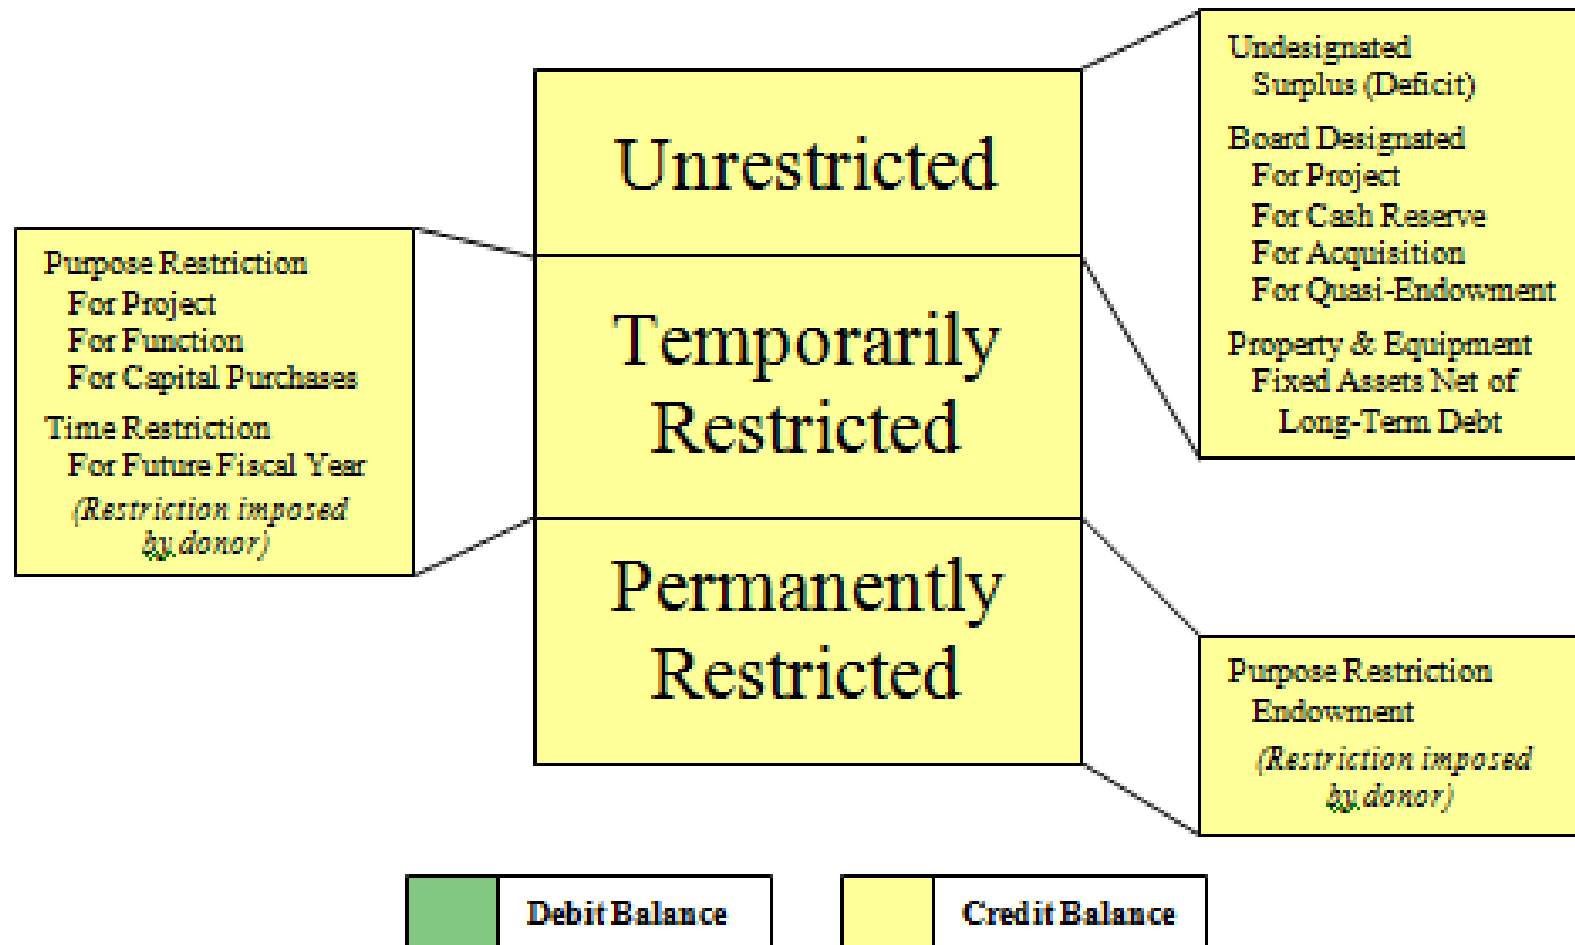 Unrestricted
Temporarily
Restricted
Permanently
Restricted
Undesignated
Surplus (Deficit)
Board Designated
For Project
For Cash Reserve
For Acquisition
For Quasi-Endowment
Property & Equipment
Fixed Assets Net of
Long-Term Debt
Purpose Restriction
For Project
For Function
For Capital Purchases
Time Restriction
For Future Fiscal Year
(Restriction imposed
by donor)
Purpose Restriction
Endowment
(Restriction imposed
by donor)
Debit Balance
Credit Balance